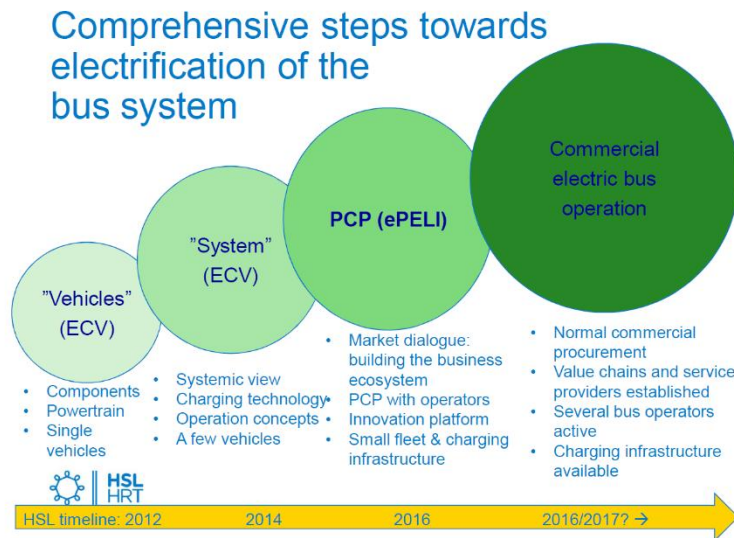 Comprehensive steps towards
electrification of the
bus system
"Vehicles"
(ECV)
"System"
(ECV)
PCP (ePELI)
Commercial
electric bus
operation
• Components
• Powertrain
• Single
vehicles
• Systemic view
• Charging technology
• Operation concepts
• A few vehicles
• Market dialogue:
building the business
ecosystem
• PCP with operators
• Innovation platform
• Small fleet & charging
infrastructure
• Normal commercial
procurement
• Value chains and service
providers established
• Several bus operators
active
• Charging infrastructure
available
HSL
HRT
HSL timeline: 2012
2014
2016
2016/2017? →